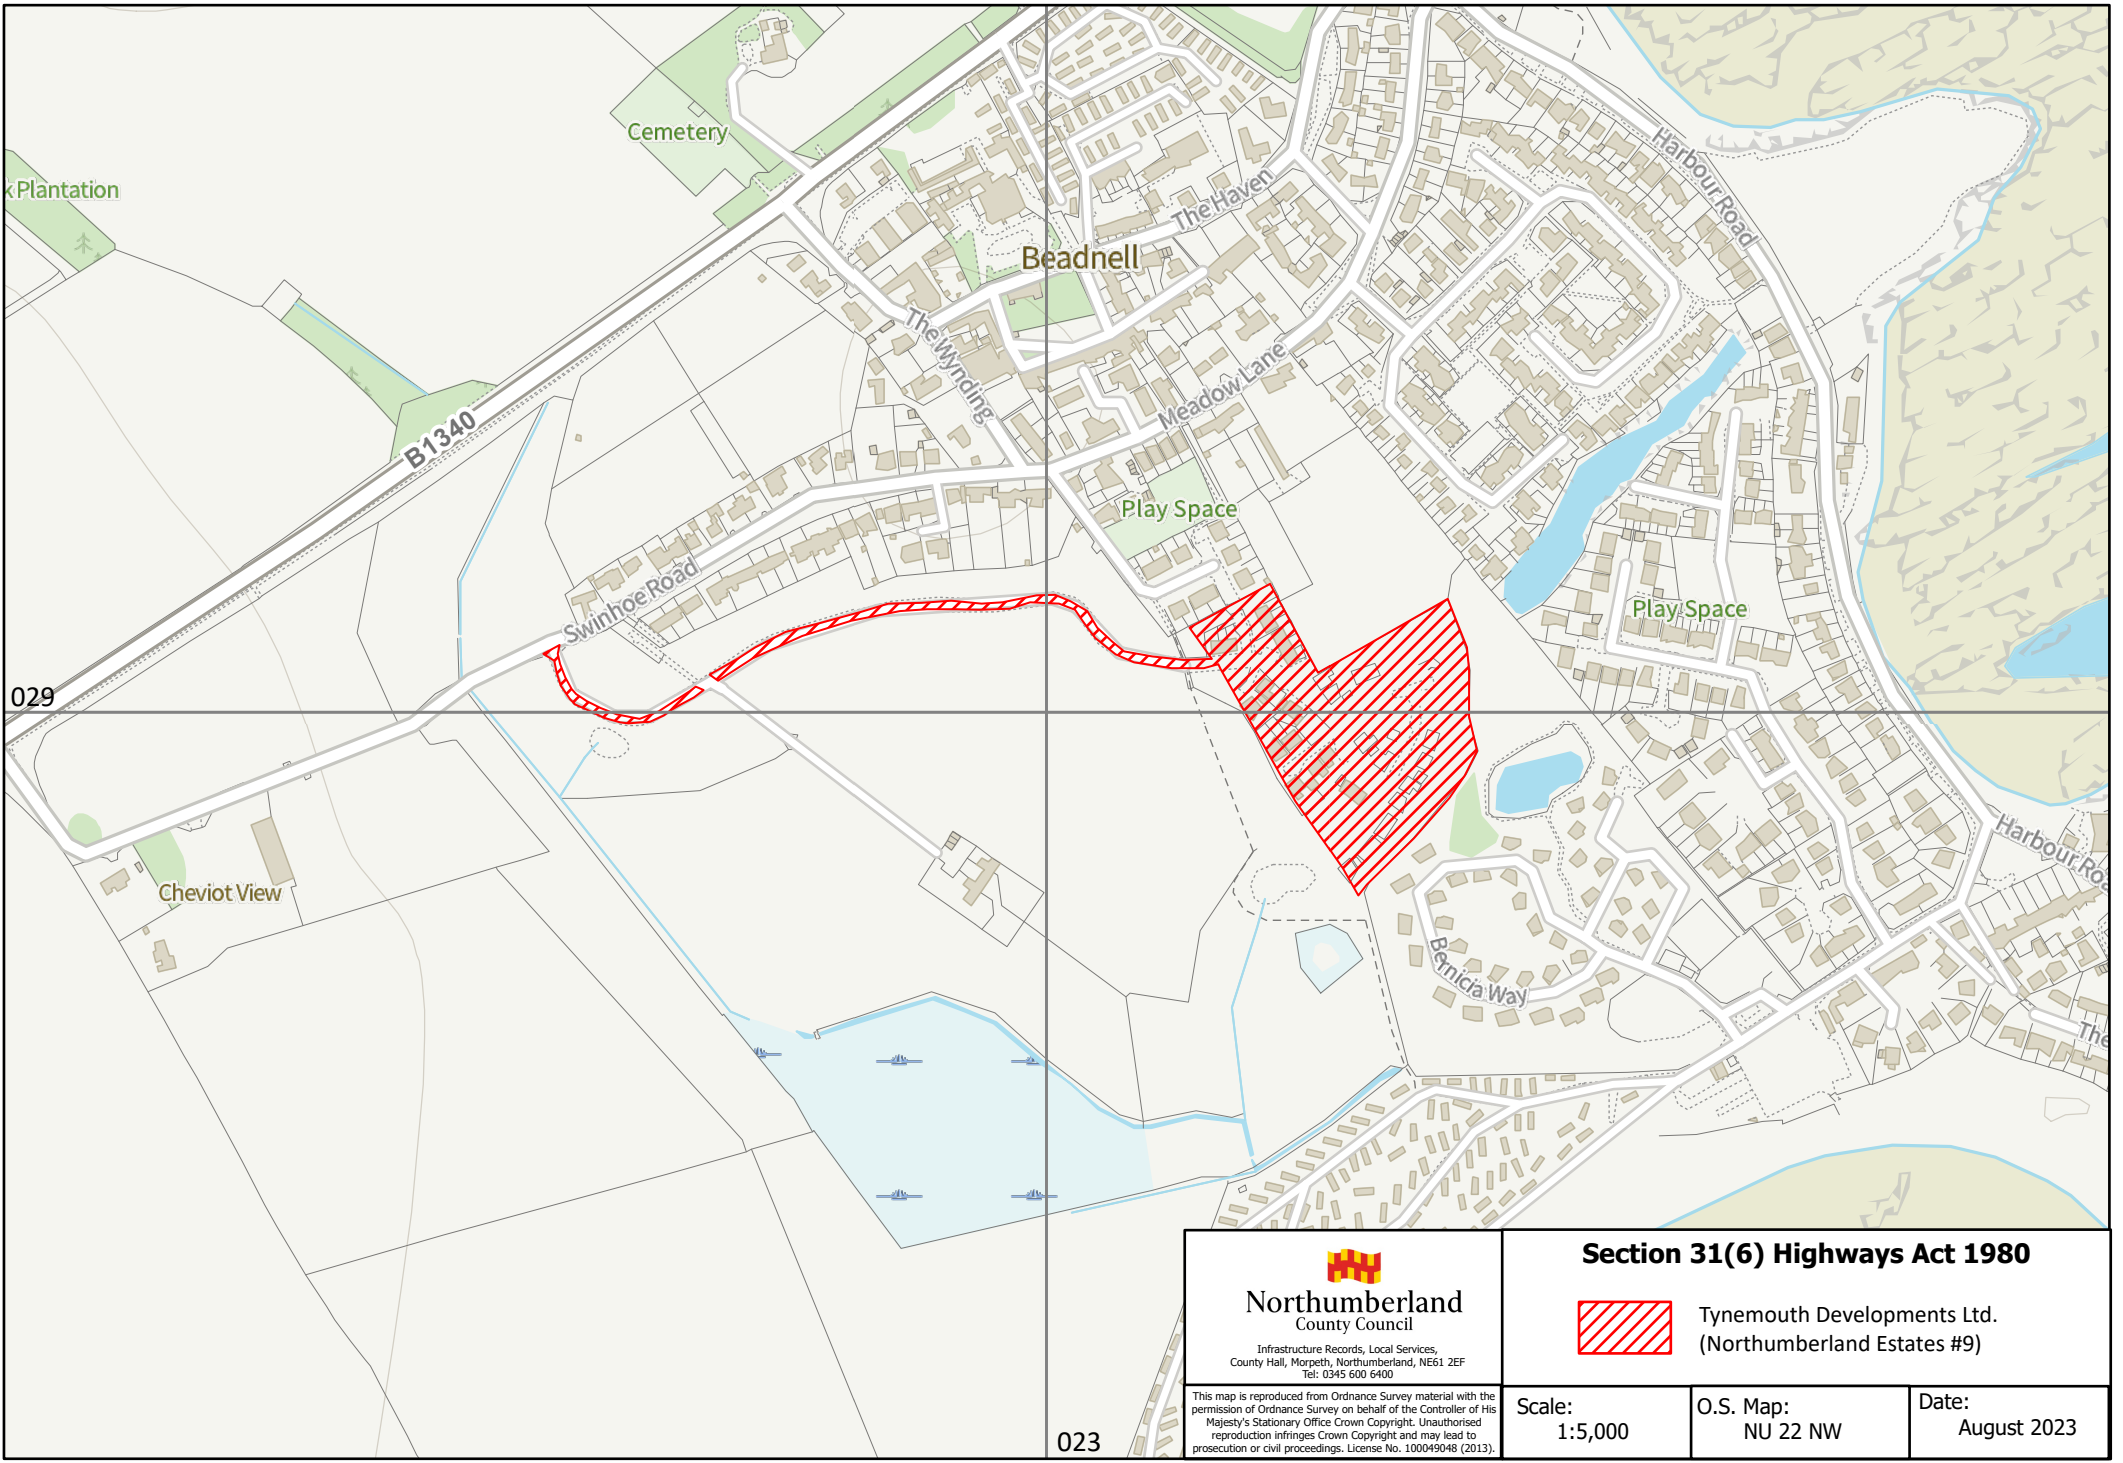 Cemetery
k Plantation
Harbour Road
The Haven
Beadnell
The Wynding
Meadow Lane
B1340
Play Space
Swinhoe Road
Play Space
029
Harbour Roa
Cheviot View
Bernicia Way
The
023
Northumberland
County Council
Infrastructure Records, Local Services,
County Hall, Morpeth, Northumberland, NE61 2EF
Tel: 0345 600 6400
This map is reproduced from Ordnance Survey material with the
permission of Ordnance Survey on behalf of the Controller of His
Majesty's Stationary Office Crown Copyright. Unauthorised
reproduction infringes Crown Copyright and may lead to
prosecution or civil proceedings. License No. 100049048 (2013).
Section 31(6) Highways Act 1980
Tynemouth Developments Ltd.
(Northumberland Estates #9)
Scale:
1:5,000
O.S. Map:
NU 22 NW
Date:
August 2023